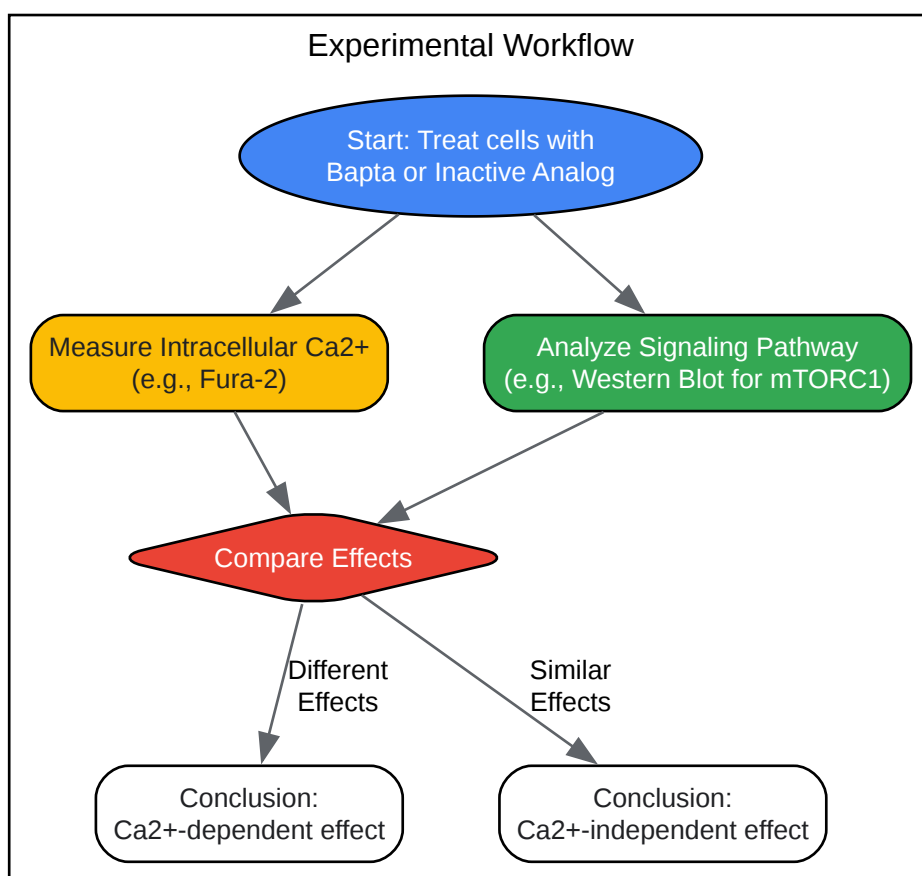 Experimental Workflow
Start: Treat cells with
Bapta or Inactive Analog
Measure Intracellular Ca2+
(e.g., Fura-2)
Analyze Signaling Pathway
(e.g., Western Blot for mTORC1)
Compare Effects
Different
Effects
Similar
Effects
Conclusion:
Ca2+-dependent effect
Conclusion:
Ca2+-independent effect